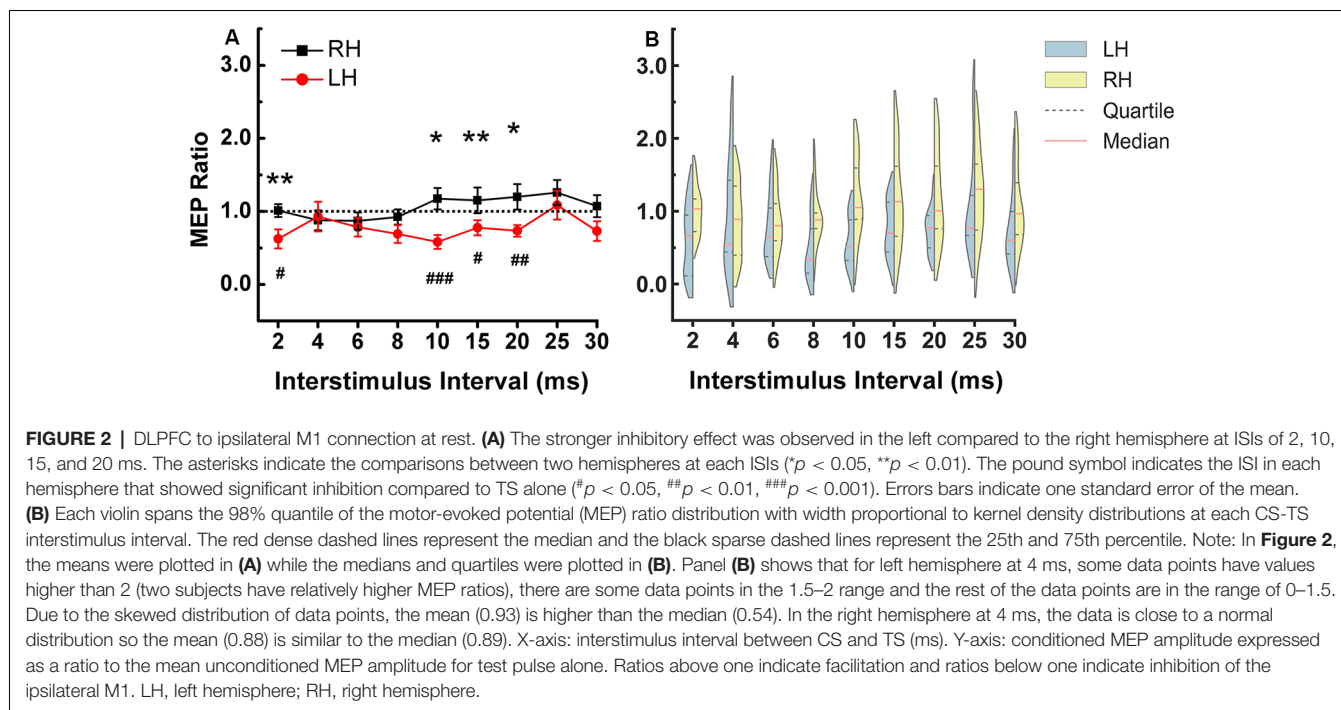 A
RH
LH
3.0
2.0
1.0
0.0
MEP Ratio
**
*
**
*
#
###
#
##
2 4 6 8 10 15 20 25 30
Interstimulus Interval (ms)
B
LH
RH
Quartile
Median
3.0
2.0
1.0
0.0
2 4 6 8 10 15 20 25 30
Interstimulus Interval (ms)
FIGURE 2 | DLPFC to ipsilateral M1 connection at rest. (A) The stronger inhibitory effect was observed in the left compared to the right hemisphere at ISIs of 2, 10,
15, and 20 ms. The asterisks indicate the comparisons between two hemispheres at each ISIs (*p < 0.05, **p < 0.01). The pound symbol indicates the ISI in each
hemisphere that showed significant inhibition compared to TS alone (#p < 0.05, ##p < 0.01, ###p < 0.001). Errors bars indicate one standard error of the mean.
(B) Each violin spans the 98% quantile of the motor-evoked potential (MEP) ratio distribution with width proportional to kernel density distributions at each CS-TS
interstimulus interval. The red dense dashed lines represent the median and the black sparse dashed lines represent the 25th and 75th percentile. Note: In Figure 2,
the means were plotted in (A) while the medians and quartiles were plotted in (B). Panel (B) shows that for left hemisphere at 4 ms, some data points have values
higher than 2 (two subjects have relatively higher MEP ratios), there are some data points in the 1.5–2 range and the rest of the data points are in the range of 0–1.5.
Due to the skewed distribution of data points, the mean (0.93) is higher than the median (0.54). In the right hemisphere at 4 ms, the data is close to a normal
distribution so the mean (0.88) is similar to the median (0.89). X-axis: interstimulus interval between CS and TS (ms). Y-axis: conditioned MEP amplitude expressed
as a ratio to the mean unconditioned MEP amplitude for test pulse alone. Ratios above one indicate facilitation and ratios below one indicate inhibition of the
ipsilateral M1. LH, left hemisphere; RH, right hemisphere.